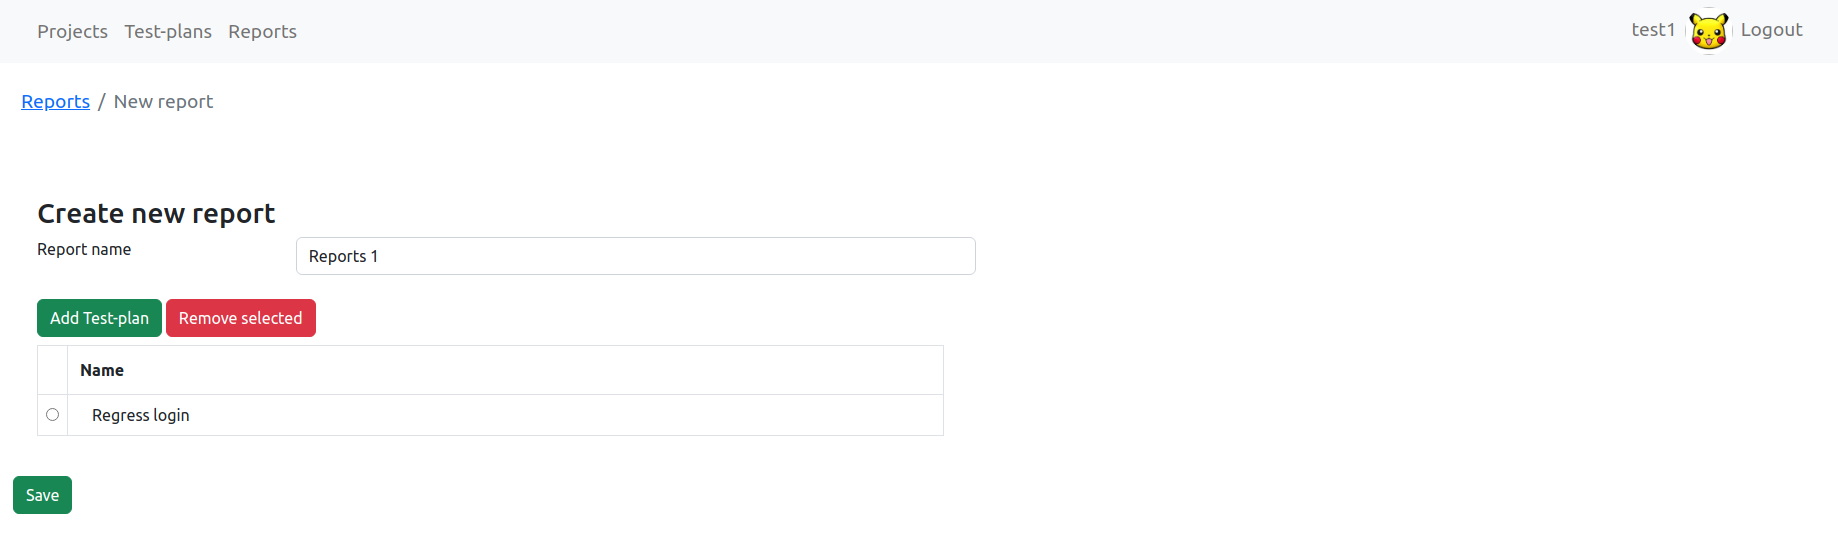 Projects Test-plans Reports test1 Logout
Reports / New report
Create new report
Report name Reports 1
Add Test-plan Remove selected
Name
Regress login
Save